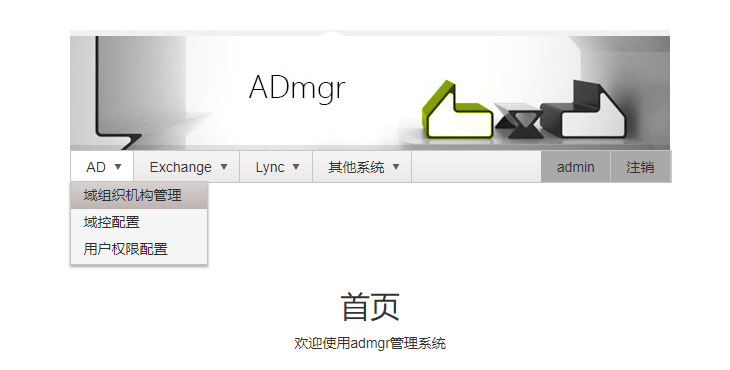 ADmgr
AD Exchange Lync 其他系统 admin 注销
域组织机构管理
域控配置
用户权限配置
首页
欢迎使用admgr管理系统